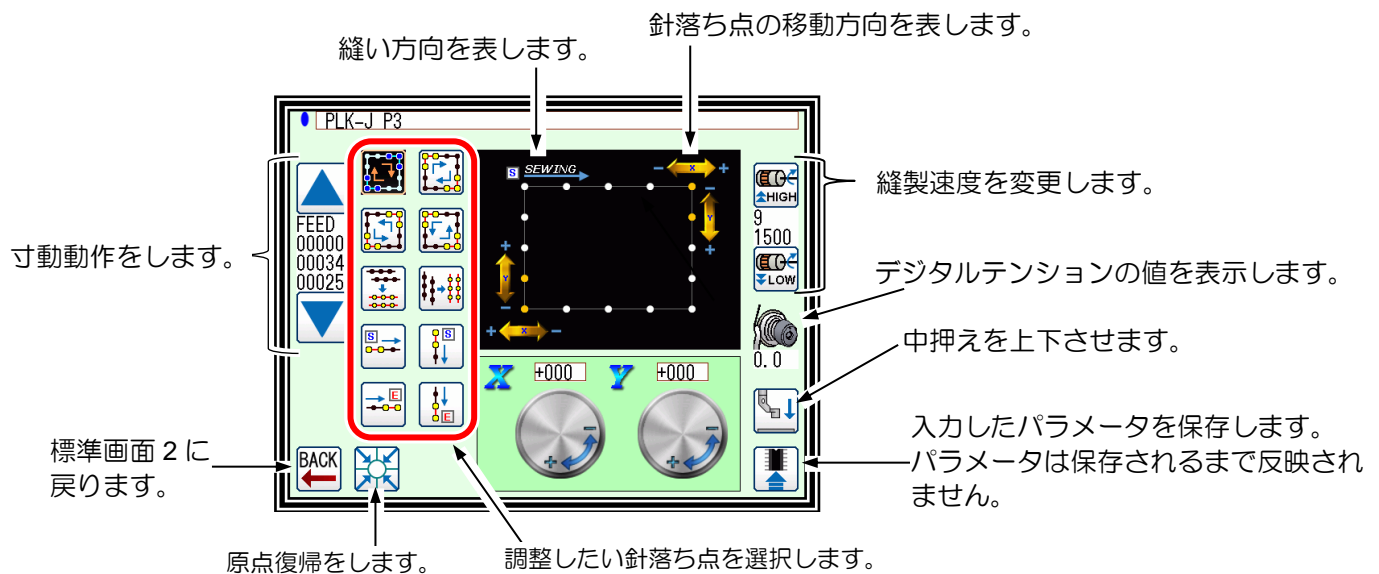 針落ち点の移動方向を表します。
縫い方向を表します。
PLK-J P3
S SEWING
- X +
-
Y
+
+
Y
-
+ X -
寸動動作をします。
FEED
00000
00034
00025
S
S
E
E
HIGH
9
1500
LOW
縫製速度を変更します。
デジタルテンションの値を表示します。
0.0
中押えを上下させます。
X +000 Y +000
-
+
-
+
入力したパラメータを保存します。
パラメータは保存されるまで反映され
ません。
標準画面 2 に
戻ります。
BACK
原点復帰をします。
調整したい針落ち点を選択します。